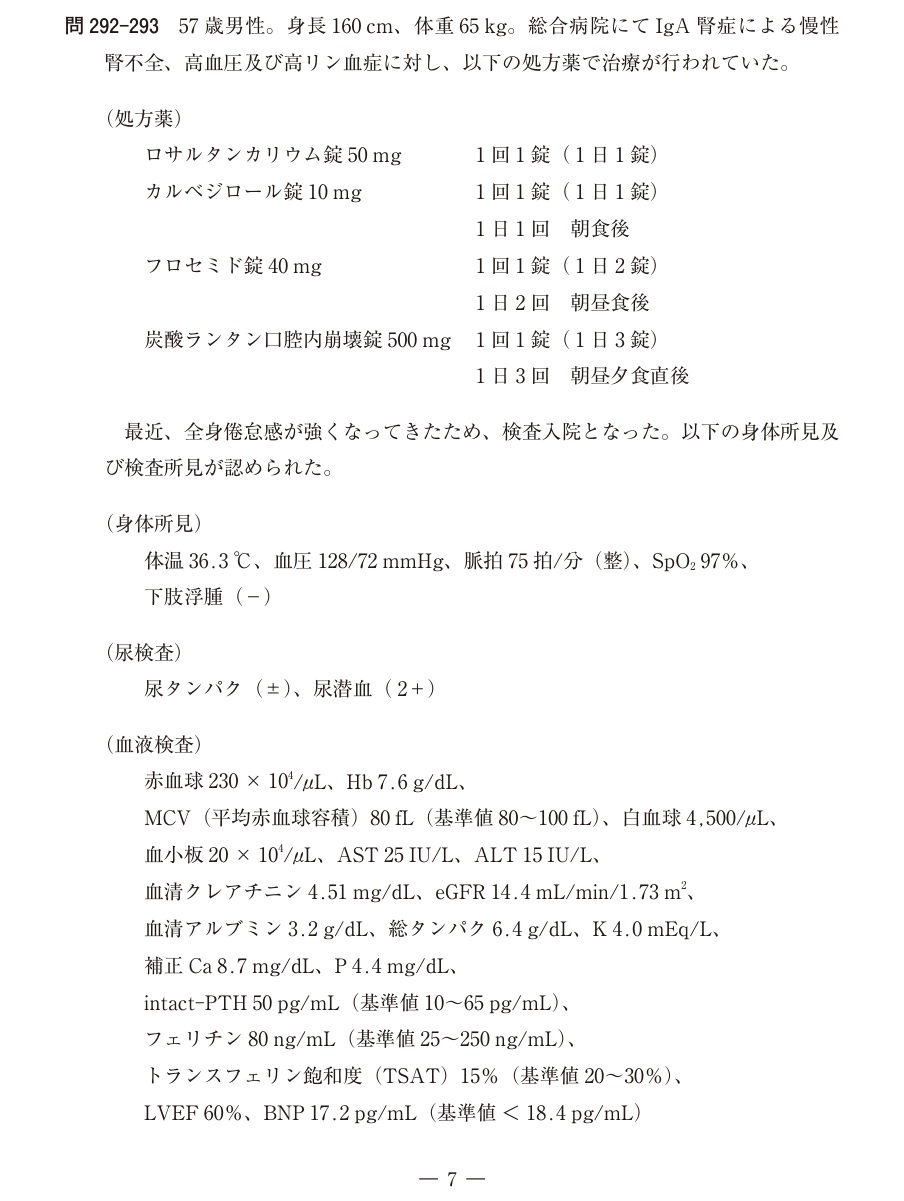 問 292-293 57 歳男性。身長 160 cm、体重 65 kg。総合病院にて IgA 腎症による慢性
腎不全、高血圧及び高リン血症に対し、以下の処方薬で治療が行われていた。
（処方薬）
ロサルタンカリウム錠 50 mg 1 回 1 錠（ 1 日 1 錠）
カルベジロール錠 10 mg 1 回 1 錠（ 1 日 1 錠）
1 日 1 回 朝食後
フロセミド錠 40 mg 1 回 1 錠（ 1 日 2 錠）
1 日 2 回 朝昼食後
炭酸ランタン口腔内崩壊錠 500 mg 1 回 1 錠（ 1 日 3 錠）
1 日 3 回 朝昼夕食直後
最近、全身倦怠感が強くなってきたため、検査入院となった。以下の身体所見及
び検査所見が認められた。
（身体所見）
体温 36.3 ℃、血圧 128/72 mmHg、脈拍 75 拍/分（整）、SpO₂ 97％、
下肢浮腫（－）
（尿検査）
尿タンパク（±）、尿潜血（ 2＋）
（血液検査）
赤血球 230 × 10⁴/μL、Hb 7.6 g/dL、
MCV（平均赤血球容積）80 fL（基準値 80～100 fL）、白血球 4,500/μL、
血小板 20 × 10⁴/μL、AST 25 IU/L、ALT 15 IU/L、
血清クレアチニン 4.51 mg/dL、eGFR 14.4 mL/min/1.73 m²、
血清アルブミン 3.2 g/dL、総タンパク 6.4 g/dL、K 4.0 mEq/L、
補正 Ca 8.7 mg/dL、P 4.4 mg/dL、
intact-PTH 50 pg/mL（基準値 10～65 pg/mL）、
フェリチン 80 ng/mL（基準値 25～250 ng/mL）、
トランスフェリン飽和度（TSAT）15％（基準値 20～30％）、
LVEF 60％、BNP 17.2 pg/mL（基準値 < 18.4 pg/mL）
― 7 ―